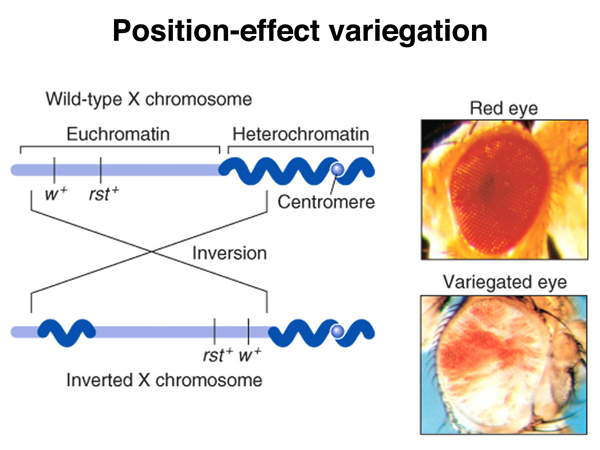 Position-effect variegation
Wild-type X chromosome
Euchromatin
Heterochromatin
w+
rst+
Centromere
Inversion
rst+ w+
Inverted X chromosome
Red eye
Variegated eye